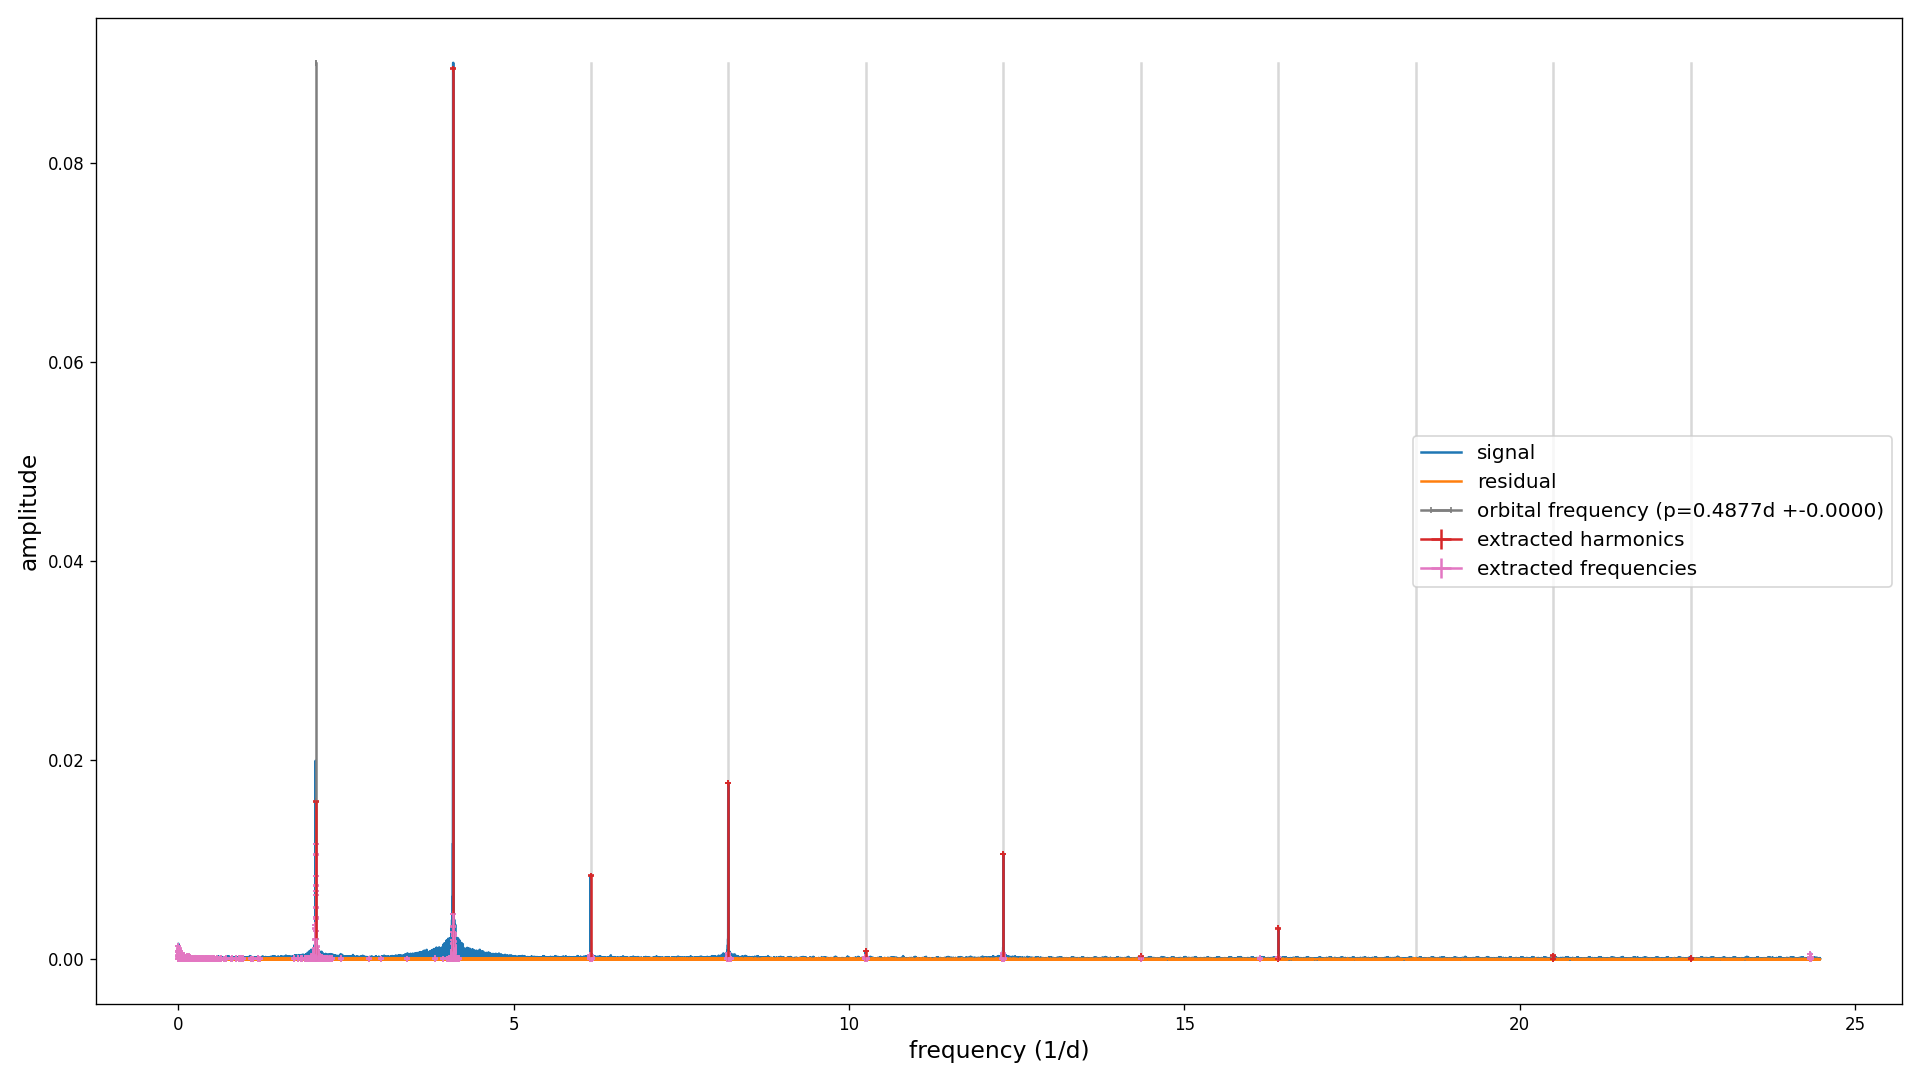 amplitude
0.08
0.06
0.04
0.02
0.00
signal
residual
orbital frequency (p=0.4877d +-0.0000)
extracted harmonics
extracted frequencies
0 5 10 15 20 25
frequency (1/d)